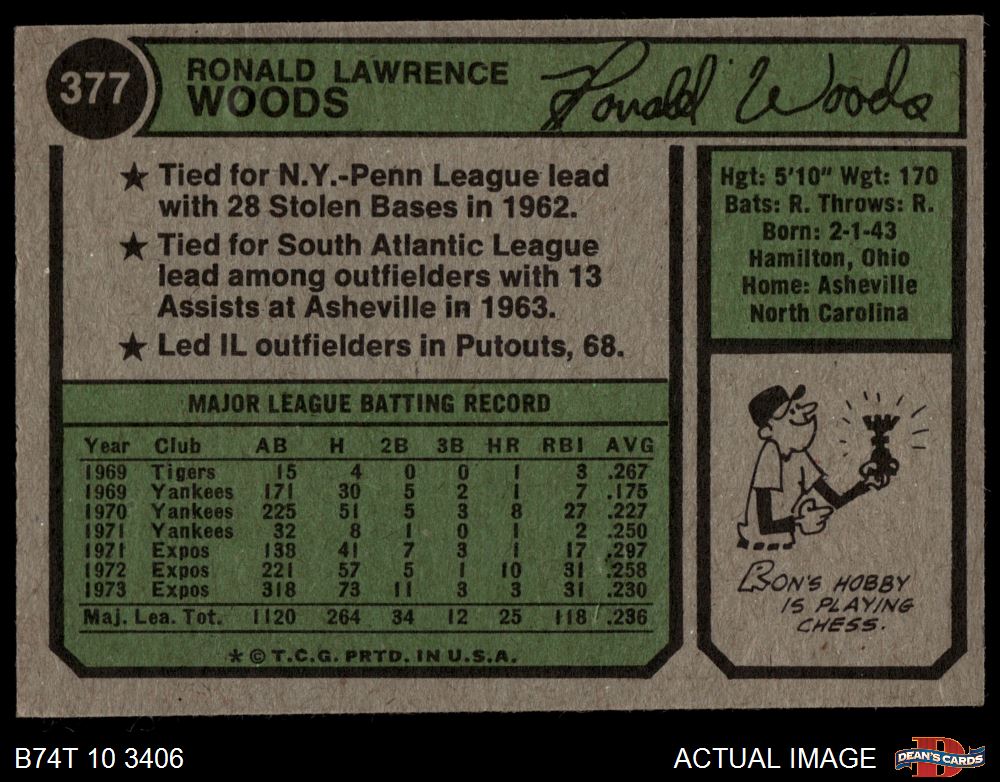 377
RONALD LAWRENCE
WOODS
Ronald Woods
★ Tied for N.Y.-Penn League lead
with 28 Stolen Bases in 1962.
★ Tied for South Atlantic League
lead among outfielders with 13
Assists at Asheville in 1963.
★ Led IL outfielders in Putouts, 68.
Hgt: 5'10" Wgt: 170
Bats: R. Throws: R.
Born: 2-1-43
Hamilton, Ohio
Home: Asheville
North Carolina
MAJOR LEAGUE BATTING RECORD
Year Club AB H 2B 3B HR RBI AVG
1969 Tigers 15 4 0 0 1 3 .267
1969 Yankees 171 30 5 2 1 7 .175
1970 Yankees 225 51 5 3 8 27 .227
1971 Yankees 32 8 1 0 1 2 .250
1971 Expos 138 41 7 3 1 17 .297
1972 Expos 221 57 5 1 10 31 .258
1973 Expos 318 73 11 3 3 31 .230
Maj. Lea. Tot. 1120 264 34 12 25 118 .236
* © T.C.G. PRTD. IN U.S.A.
RON'S HOBBY
IS PLAYING
CHESS.
B74T 10 3406
ACTUAL IMAGE
DEAN'S CARDS